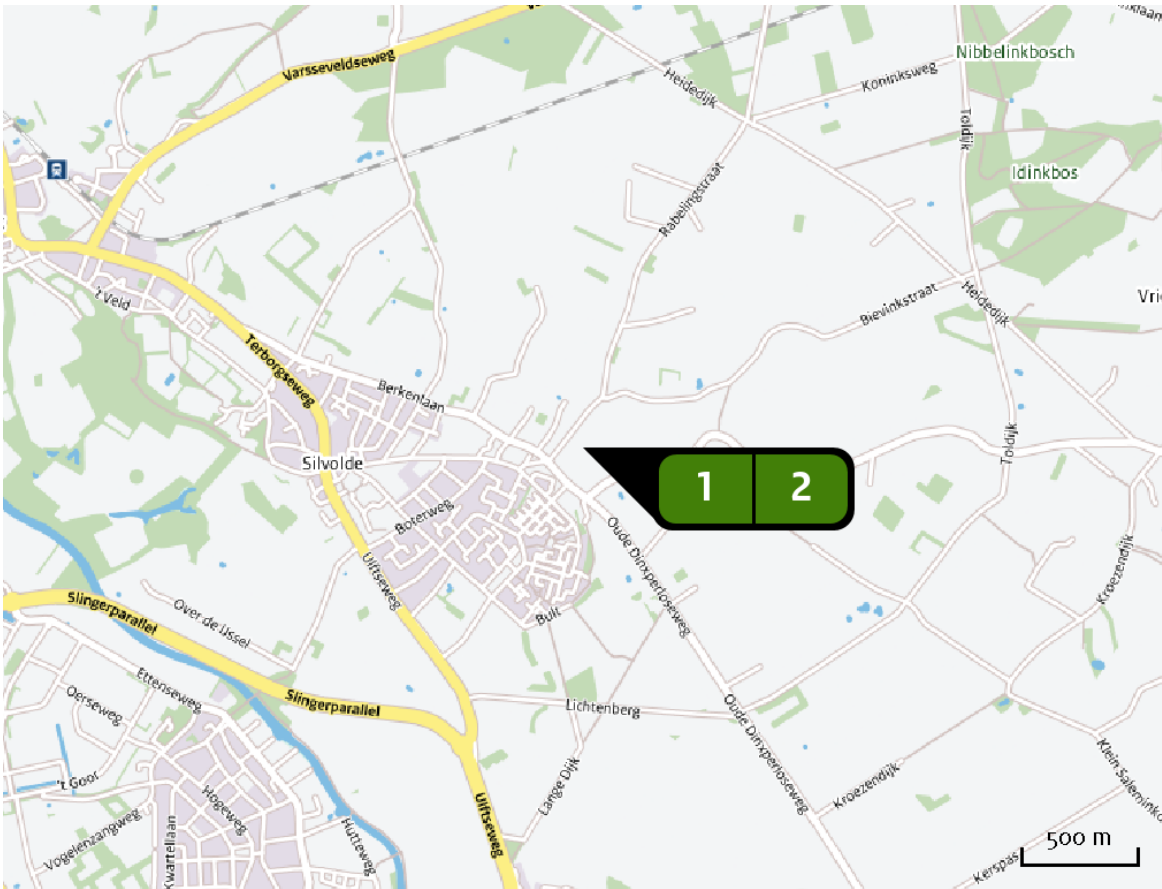 Nibbelinkbosch
Varsseveldseweg
Heidedijk
Koninksweg
Toldijk
Idinkbos
Rabelingstraat
't Veld
Bievinkstraat
Heidedijk
Terborgseweg
Berkenlaan
Toldijk
Silvolde
1 2
Boterweg
Oude Dinxperloseweg
Ulftseweg
Kroezendijk
Slingerparallel
Over de IJssel
Bult
Ettenseweg
Oerseweg
Slingerparallel
Lichtenberg
Oude Dinxperloseweg
't Goor
Hogeweg
Lange Dijk
Kroezendijk
Ulftseweg
Vogelenzangweg
Kwartellaan
Hutteweg
500 m